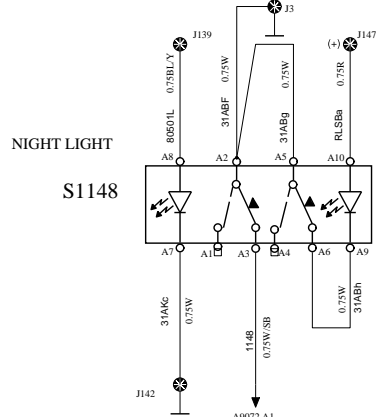 J3
J139
(+)
J147
0.75BL/Y
0.75W
0.75W
0.75R
80501L
31ABF
31ABg
RLSBa
NIGHT LIGHT
A8
A2
A5
A10
S1148
A7
A1
A3
A4
A6
A9
31AKc
0.75W
1148
0.75W/SB
0.75W
31ABh
J142
A9072 A1